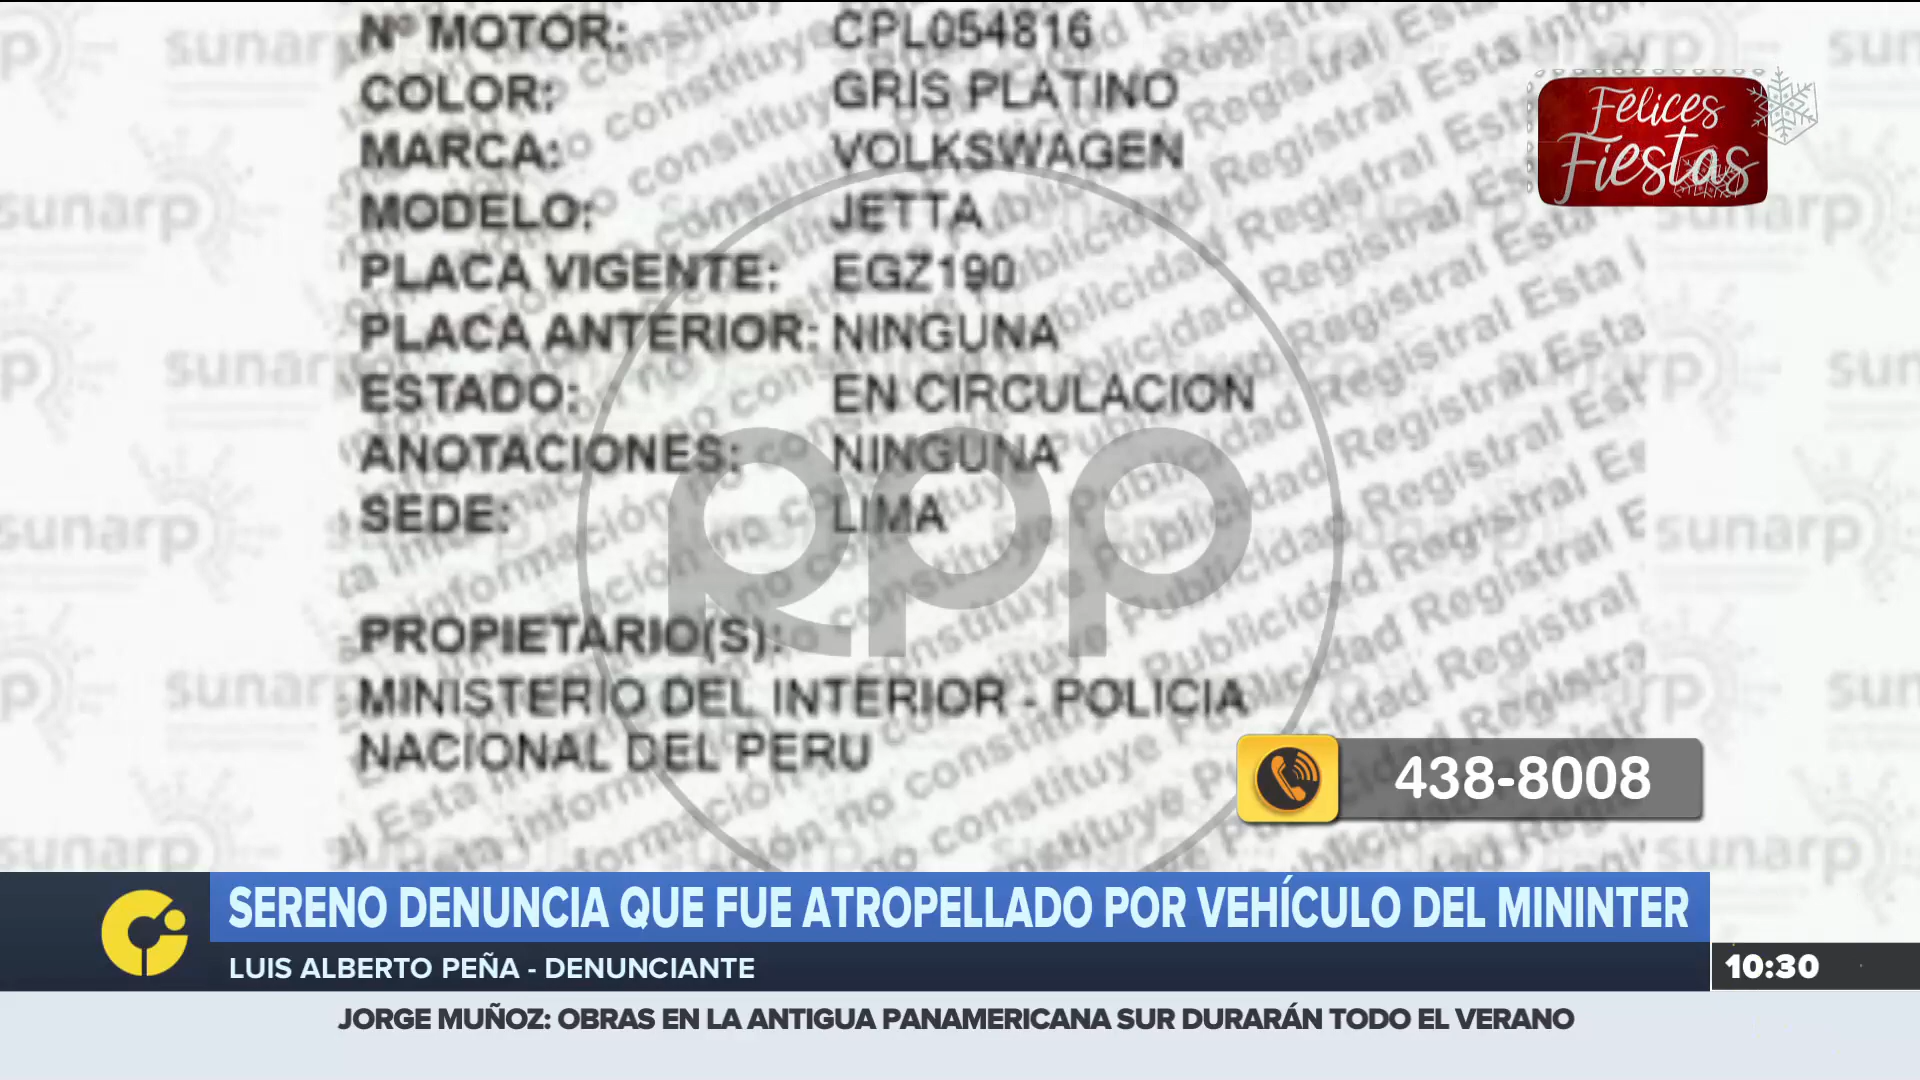 Nº MOTOR: CPL054816
COLOR: GRIS PLATINO
MARCA: VOLKSWAGEN
MODELO: JETTA
PLACA VIGENTE: EGZ190
PLACA ANTERIOR: NINGUNA
ESTADO: EN CIRCULACION
ANOTACIONES: NINGUNA
SEDE: LIMA
PROPIETARIO(S):
MINISTERIO DEL INTERIOR - POLICIA
NACIONAL DEL PERU
sunarp
rpp
Felices
Fiestas
438-8008
SERENO DENUNCIA QUE FUE ATROPELLADO POR VEHÍCULO DEL MININTER
LUIS ALBERTO PEÑA - DENUNCIANTE
10:30
JORGE MUÑOZ: OBRAS EN LA ANTIGUA PANAMERICANA SUR DURARÁN TODO EL VERANO